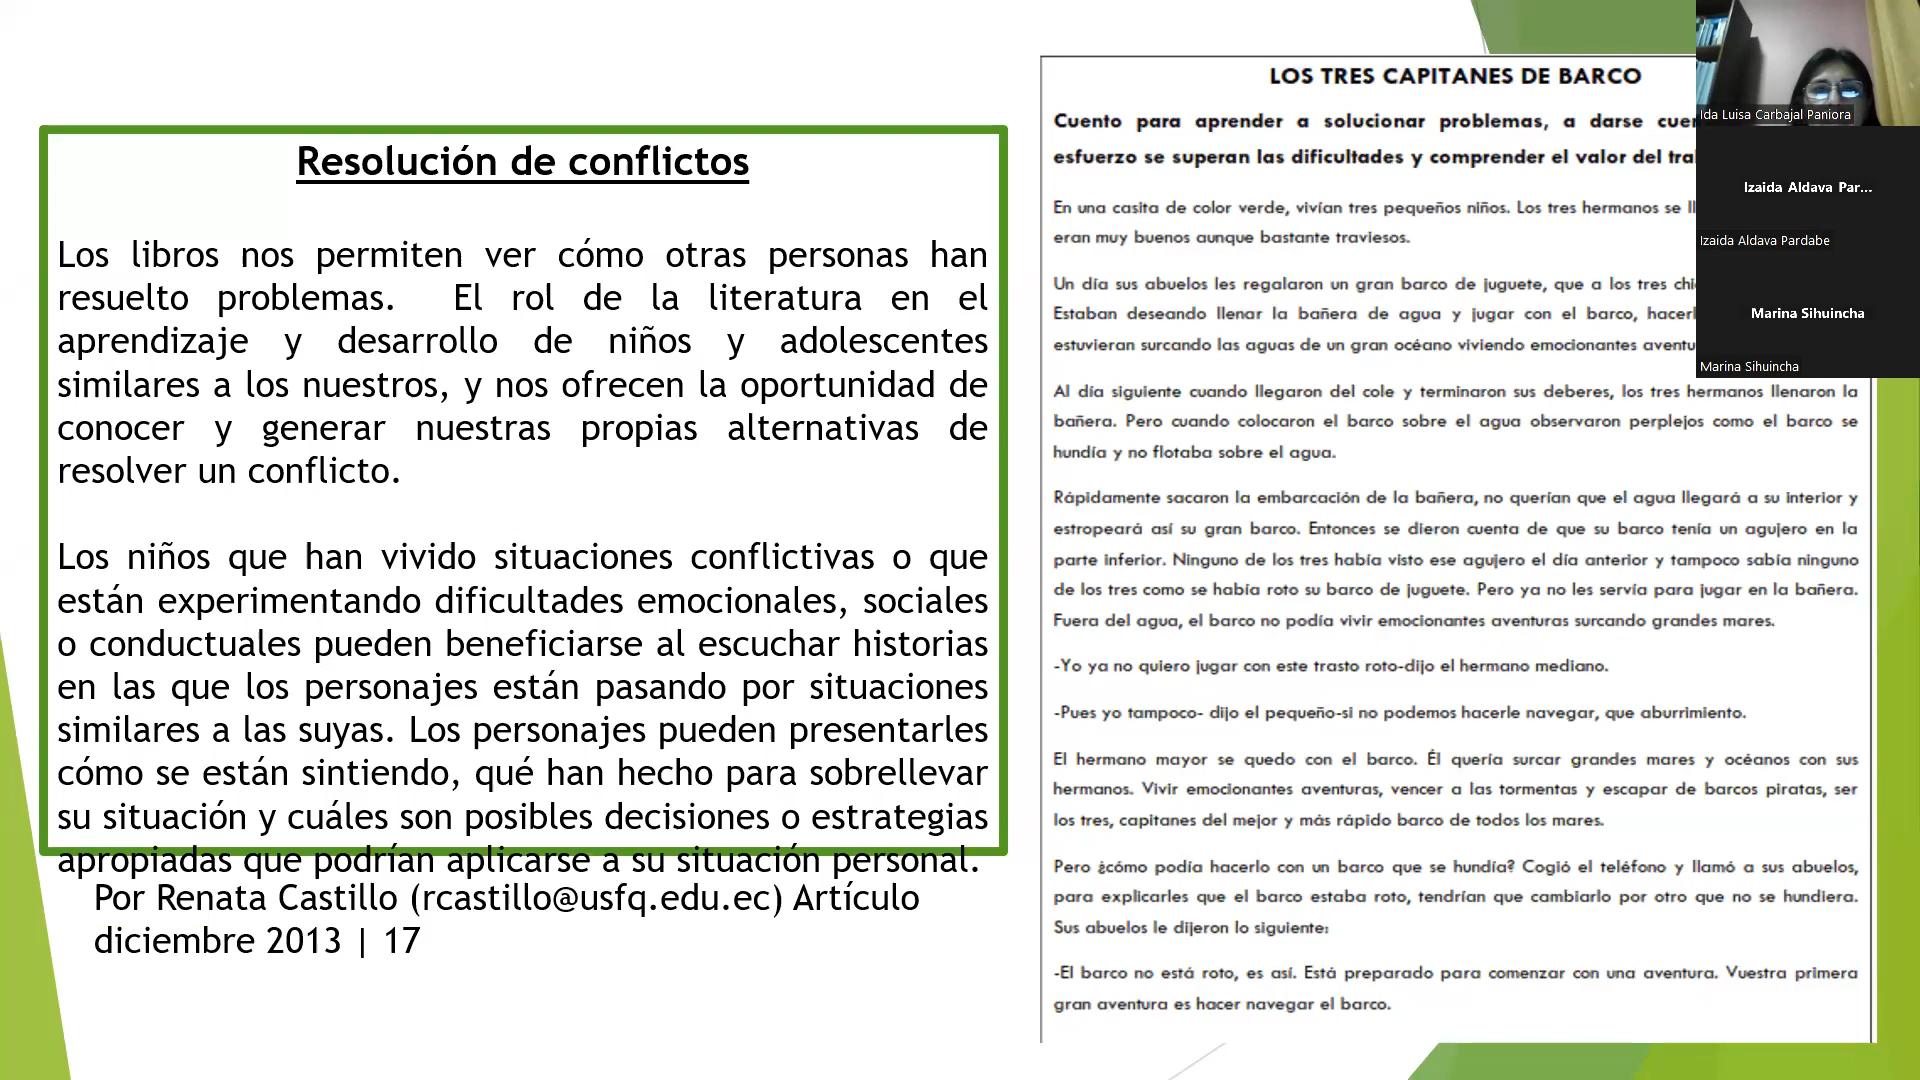 Resolución de conflictos
Los libros nos permiten ver cómo otras personas han
resuelto problemas. El rol de la literatura en el
aprendizaje y desarrollo de niños y adolescentes
similares a los nuestros, y nos ofrecen la oportunidad de
conocer y generar nuestras propias alternativas de
resolver un conflicto.
Los niños que han vivido situaciones conflictivas o que
están experimentando dificultades emocionales, sociales
o conductuales pueden beneficiarse al escuchar historias
en las que los personajes están pasando por situaciones
similares a las suyas. Los personajes pueden presentarles
cómo se están sintiendo, qué han hecho para sobrellevar
su situación y cuáles son posibles decisiones o estrategias
apropiadas que podrían aplicarse a su situación personal.
Por Renata Castillo (rcastillo@usfq.edu.ec) Artículo
diciembre 2013 | 17
LOS TRES CAPITANES DE BARCO
Cuento para aprender a solucionar problemas, a darse
esfuerzo se superan las dificultades y comprender el valor del
En una casita de color verde, vivían tres pequeños niños. Los tres hermanos se
eran muy buenos aunque bastante traviesos.
Un día sus abuelos les regalaron un gran barco de juguete, que a los tres
Estaban deseando llenar la bañera de agua y jugar con el barco,
estuvieran surcando las aguas de un gran océano viviendo emocionantes
Al día siguiente cuando llegaron del cole y terminaron sus deberes, los tres hermanos llenaron la
bañera. Pero cuando colocaron el barco sobre el agua observaron perplejos como el barco se
hundía y no flotaba sobre el agua.
Rápidamente sacaron la embarcación de la bañera, no querían que el agua llegará a su interior y
estropeará así su gran barco. Entonces se dieron cuenta de que su barco tenía un agujero en la
parte inferior. Ninguno de los tres había visto ese agujero el día anterior y tampoco sabía ninguno
de los tres como se había roto su barco de juguete. Pero ya no les servía para jugar en la bañera.
Fuera del agua, el barco no podía vivir emocionantes aventuras surcando grandes mares.
-Yo ya no quiero jugar con este trasto roto-dijo el hermano mediano.
-Pues yo tampoco- dijo el pequeño-si no podemos hacerle navegar, que aburrimiento.
El hermano mayor se quedo con el barco. Él quería surcar grandes mares y océanos con sus
hermanos. Vivir emocionantes aventuras, vencer a las tormentas y escapar de barcos piratas, ser
los tres, capitanes del mejor y más rápido barco de todos los mares.
Pero ¿cómo podía hacerlo con un barco que se hundía? Cogió el teléfono y llamó a sus abuelos,
para explicarles que el barco estaba roto, tendrían que cambiarlo por otro que no se hundiera.
Sus abuelos le dijeron lo siguiente:
-El barco no está roto, es así. Está preparado para comenzar con una aventura. Vuestra primera
gran aventura es hacer navegar el barco.
Ida Luisa Carbajal Paniora
Izaida Aldava Par...
Izaida Aldava Pardabe
Marina Sihuincha
Marina Sihuincha